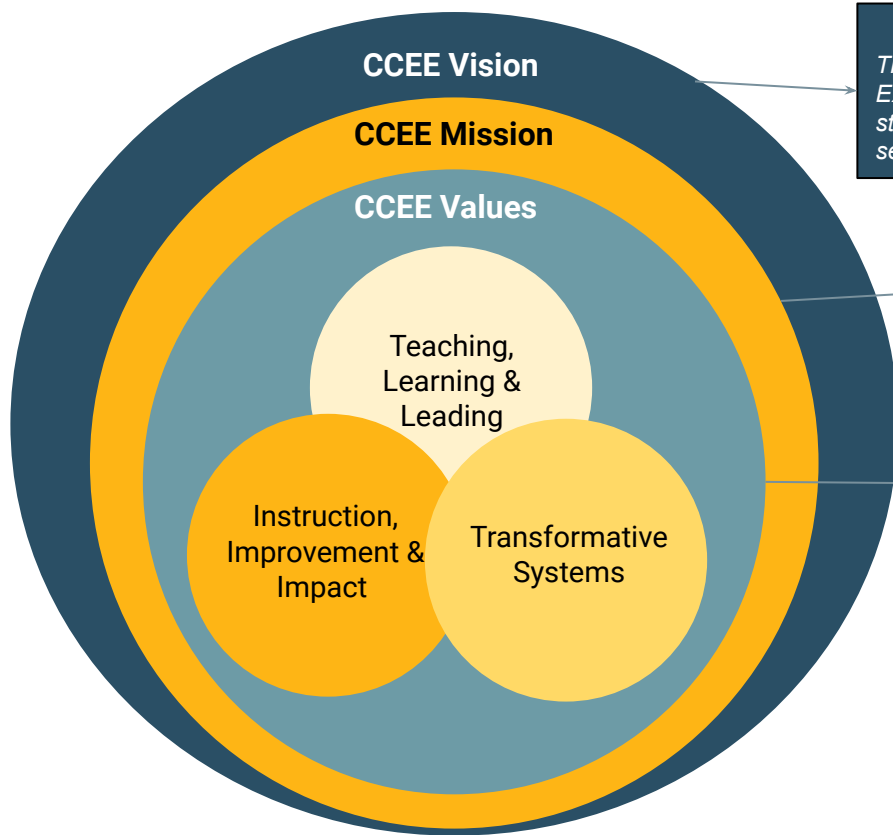 CCEE Vision
CCEE Mission
CCEE Values
Teaching,
Learning &
Leading
Instruction,
Improvement &
Impact
Transformative
Systems